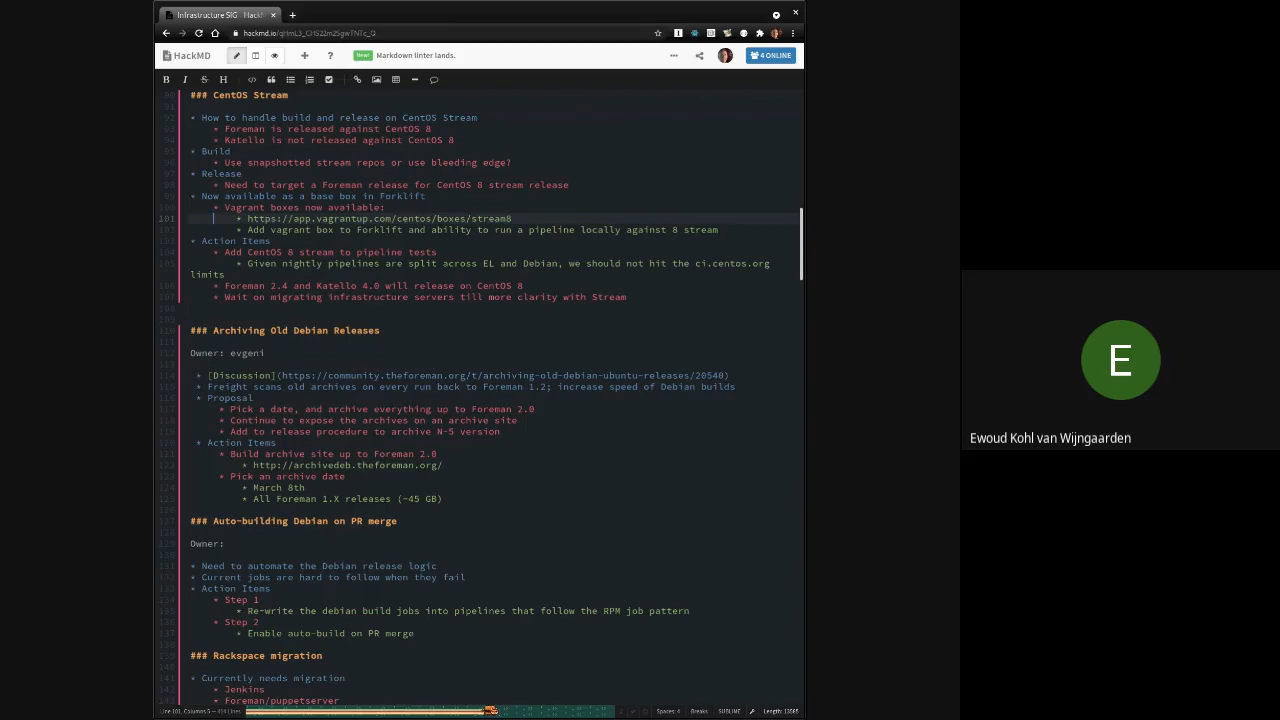 Infrastructure SIG - HackMD
hackmd.io/
HackMD
New!
Markdown linter lands.
4 ONLINE
B I S H
### CentOS Stream
* How to handle build and release on CentOS Stream
* Foreman is released against CentOS 8
* Katello is not released against CentOS 8
* Build
* Use snapshotted stream repos or use bleeding edge?
* Release
* Need to target a Foreman release for CentOS 8 stream release
* Now available as a base box in Forklift
* Vagrant boxes now available:
101 * https://app.vagrantup.com/centos/boxes/stream8
* Add vagrant box to Forklift and ability to run a pipeline locally against 8 stream
* Action Items
* Add CentOS 8 stream to pipeline tests
* Given nightly pipelines are split across EL and Debian, we should not hit the ci.centos.org
limits
* Foreman 2.4 and Katello 4.0 will release on CentOS 8
* Wait on migrating infrastructure servers till more clarity with Stream
### Archiving Old Debian Releases
Owner: evgeni
* [Discussion](https://community.theforeman.org/t/archiving-old-debian-ubuntu-releases/20540)
* Freight scans old archives on every run back to Foreman 1.2; increase speed of Debian builds
* Proposal
* Pick a date, and archive everything up to Foreman 2.0
* Continue to expose the archives on an archive site
* Add to release procedure to archive N-5 version
* Action Items
* Build archive site up to Foreman 2.0
* http://archivedeb.theforeman.org/
* Pick an archive date
* March 8th
* All Foreman 1.X releases (~45 GB)
### Auto-building Debian on PR merge
Owner:
* Need to automate the Debian release logic
* Current jobs are hard to follow when they fail
* Action Items
* Step 1
* Re-write the debian build jobs into pipelines that follow the RPM job pattern
* Step 2
* Enable auto-build on PR merge
### Rackspace migration
* Currently needs migration
* Jenkins
* Foreman/puppetserver
Line 101, Columns 5 — Lines
Spaces: 4
Breaks
SUBLIME
Length: 13585
E
Ewoud Kohl van Wijngaarden